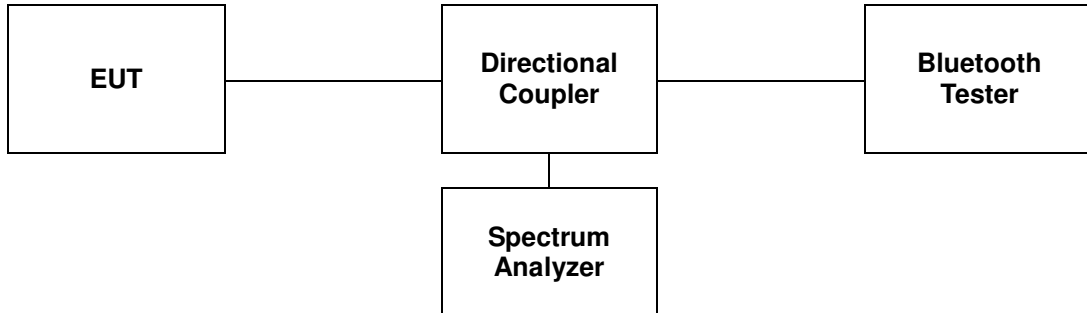 EUT
Directional
Coupler
Bluetooth
Tester
Spectrum
Analyzer